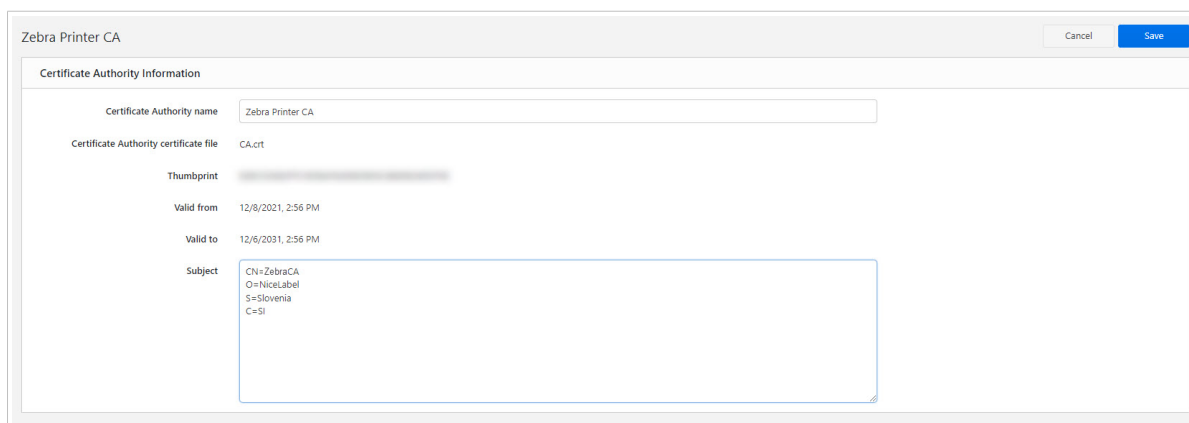 Zebra Printer CA
Cancel
Save
Certificate Authority Information
Certificate Authority name Zebra Printer CA
Certificate Authority certificate file CA.crt
Thumbprint
Valid from 12/8/2021, 2:56 PM
Valid to 12/6/2031, 2:56 PM
Subject CN=ZebraCA
O=NiceLabel
S=Slovenia
C=SI